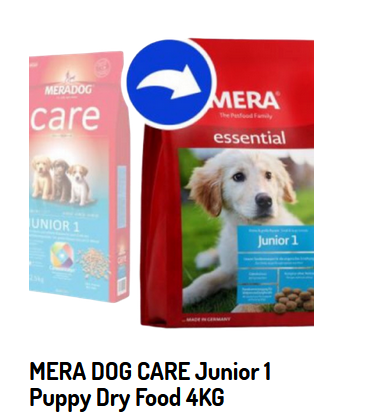 MERADOG
care
JUNIOR 1
MERA®
The Petfood Family
essential
Junior 1
MADE IN GERMANY
MERA DOG CARE Junior 1
Puppy Dry Food 4KG